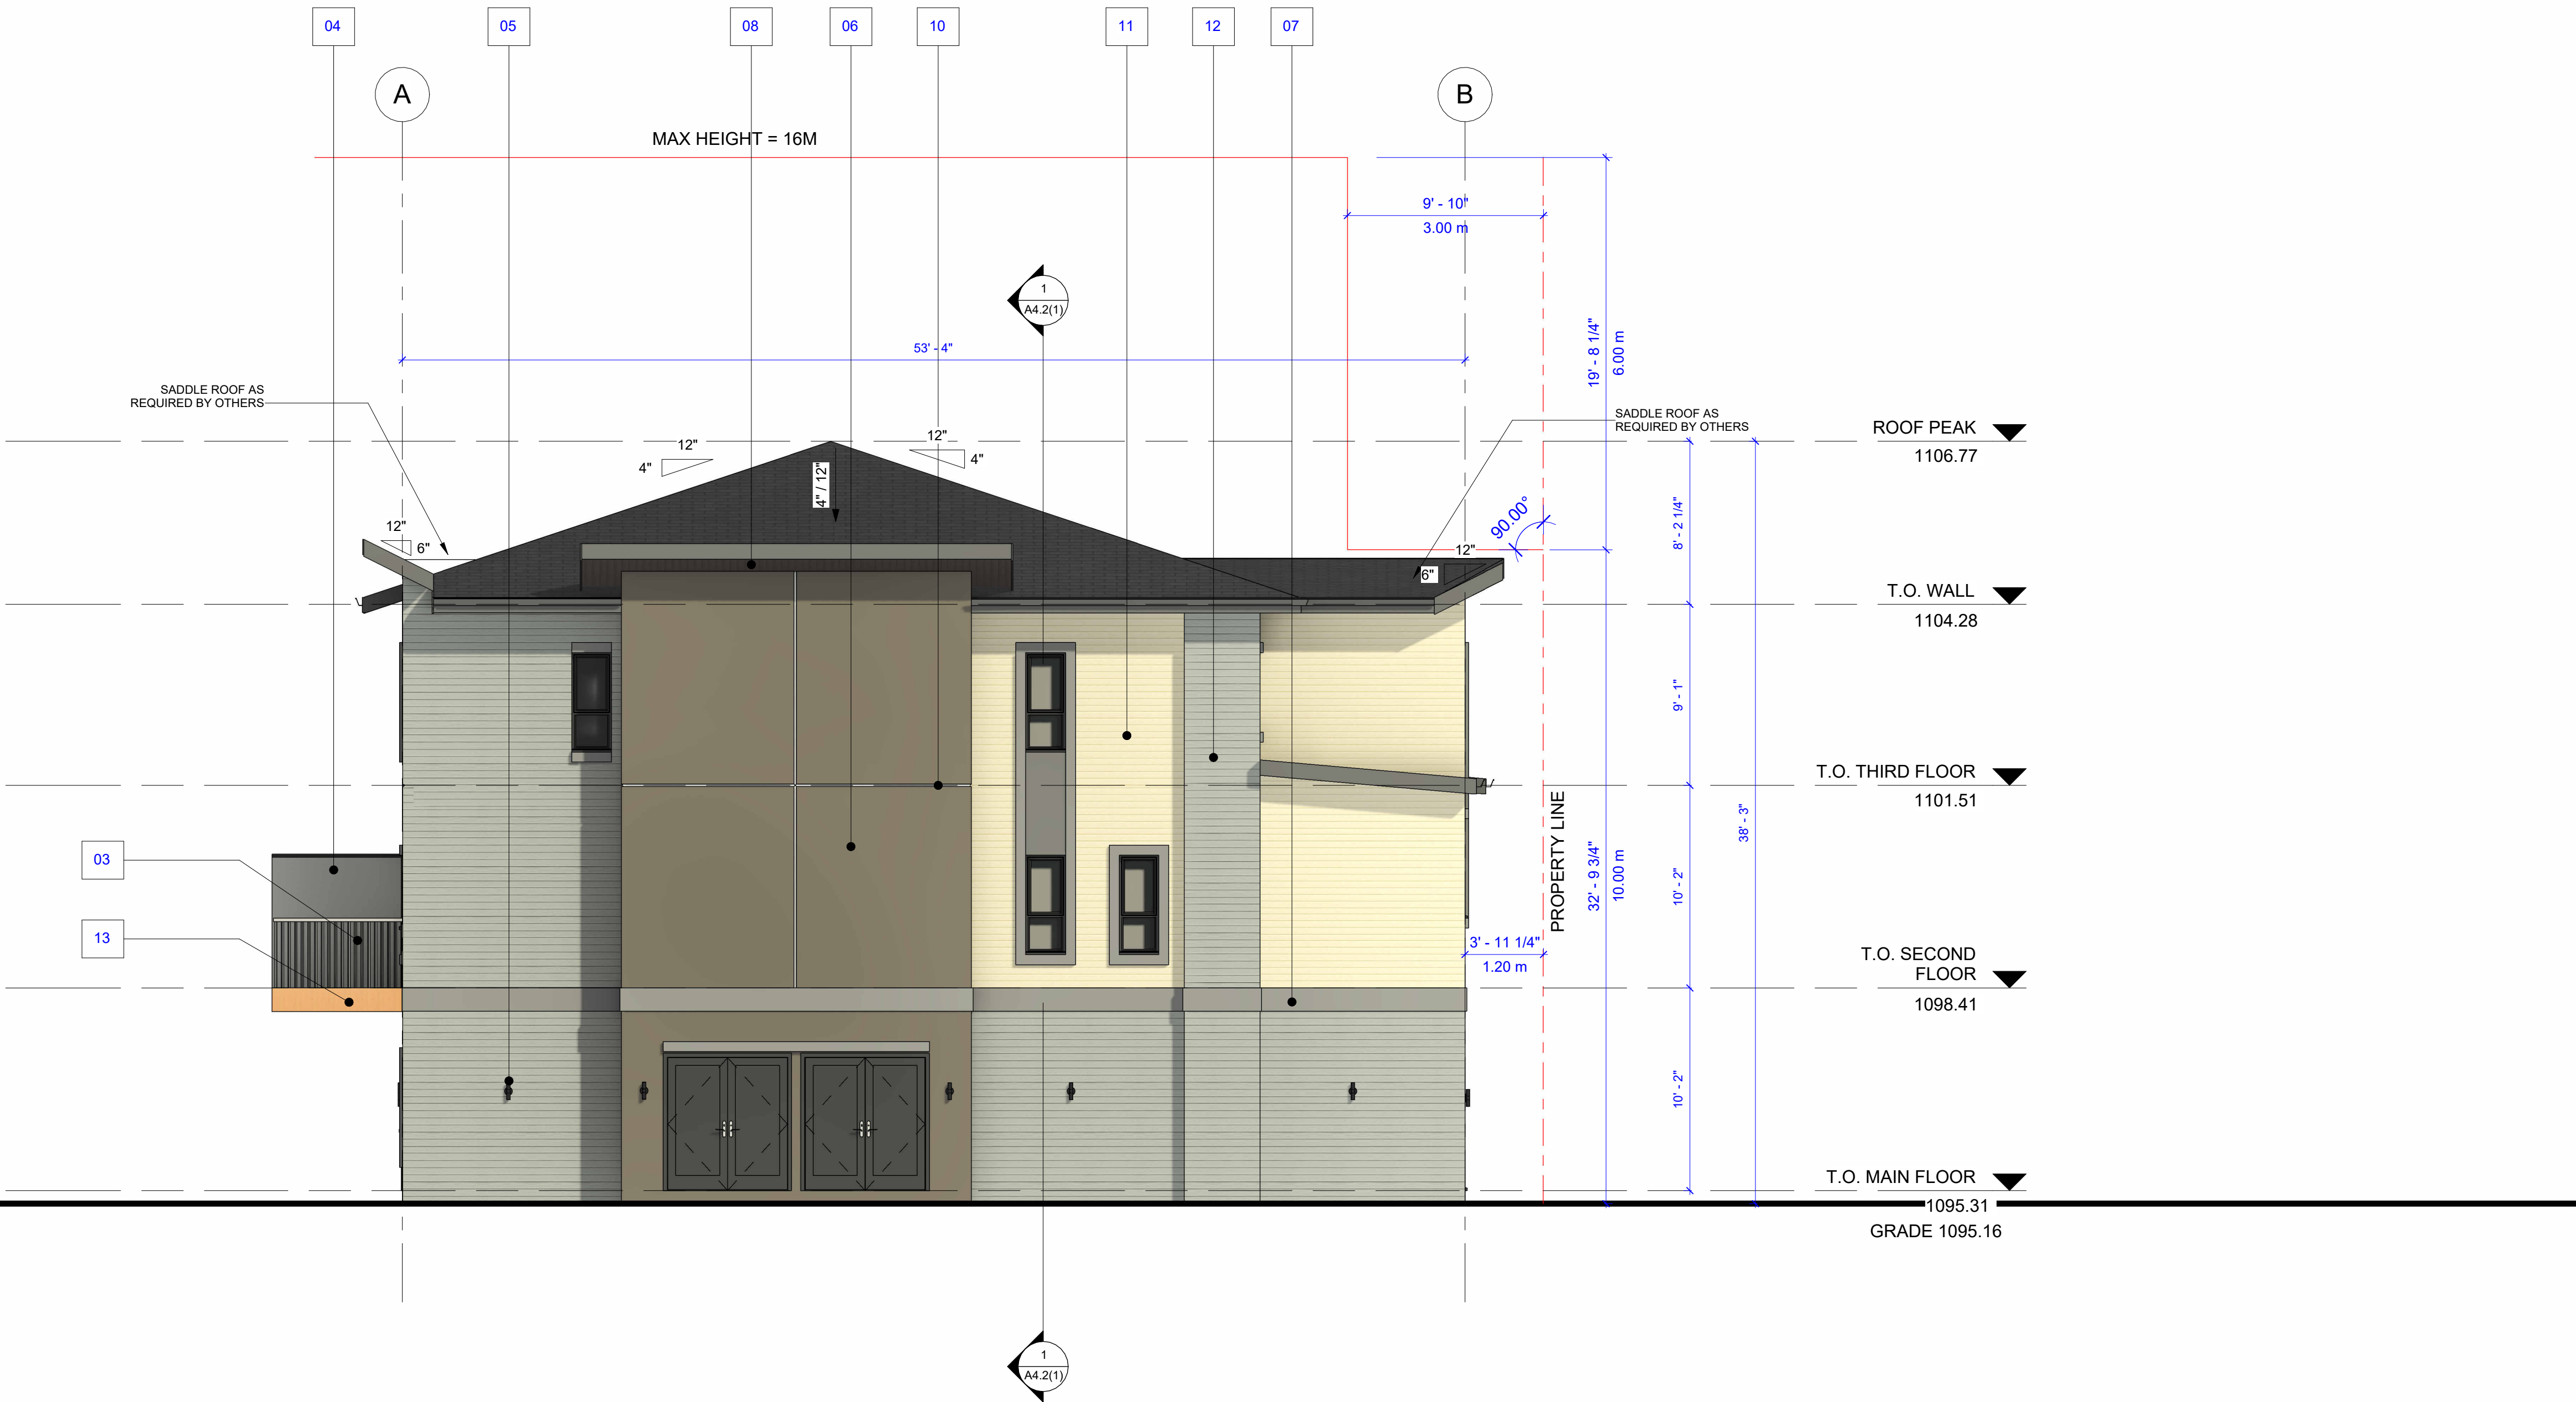 04
05
08
06
10
11
12
07
A
B
MAX HEIGHT = 16M
9' - 10"
3.00 m
1
A4.2(1)
53' - 4"
19' - 8 1/4"
6.00 m
SADDLE ROOF AS
REQUIRED BY OTHERS
SADDLE ROOF AS
REQUIRED BY OTHERS
ROOF PEAK
1106.77
12"
4"
12"
4"
4" / 12"
12"
6"
90.00°
12"
6"
8' - 2 1/4"
T.O. WALL
1104.28
9' - 1"
T.O. THIRD FLOOR
1101.51
38' - 3"
PROPERTY LINE
32' - 9 3/4"
10.00 m
10' - 2"
03
13
3' - 11 1/4"
1.20 m
T.O. SECOND
FLOOR
1098.41
10' - 2"
T.O. MAIN FLOOR
1095.31
GRADE 1095.16
1
A4.2(1)